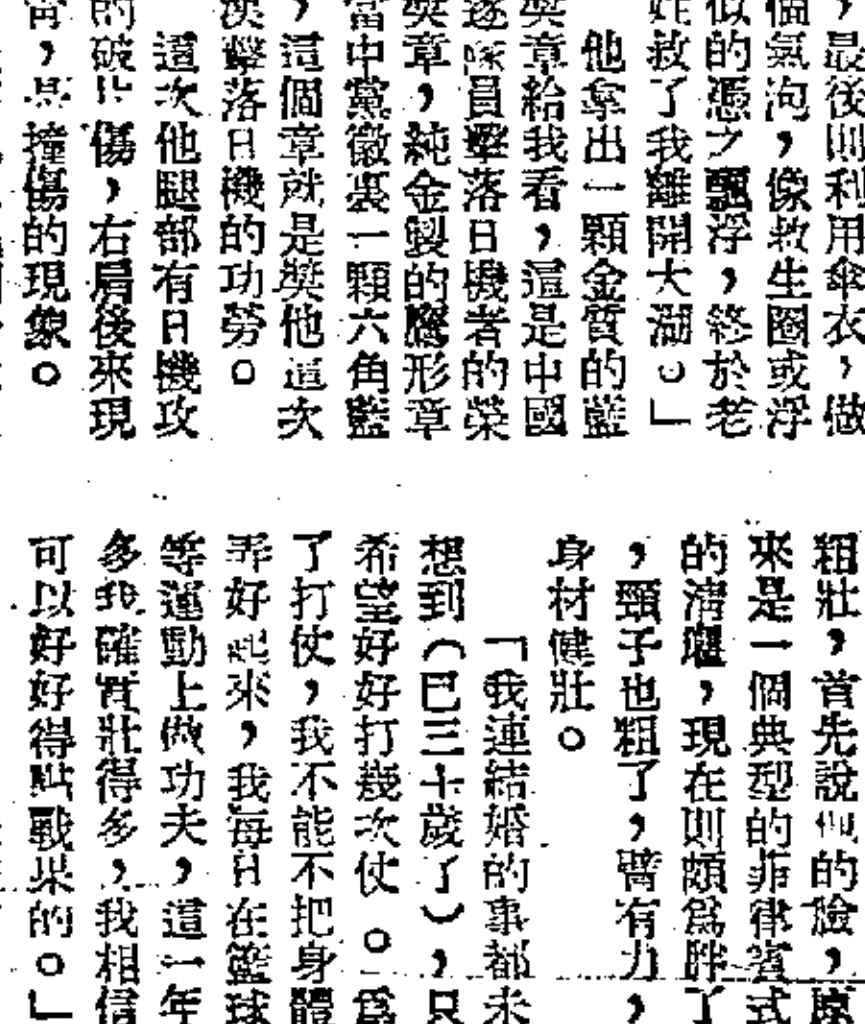 ，最後則利用傘衣，做
個氣泡，像救生圈或浮
似的憑之飄浮，終於老
救了我離開大湖。」
他拿出一顆金質的藍
獎章給我看，這是中國
逐隊員擊落日機者的榮
獎章，純金製的鷹形章
當中黨徽裏一顆六角藍
，這個章就是獎他這次
擊落日機的功勞。
這次他腿部有日機攻
的破片傷，右肩後來現
，是撞傷的現象。
粗壯，首先說他的臉，原
來是一個典型的菲律賓式
的清癯，現在則頗爲胖了
，頸子也粗了，臂有力，
身材健壯。
「我連結婚的事都未
想到（已三十歲了），只
希望好好打幾次仗。爲
了打仗，我不能不把身體
弄好起來，我每日在籃球
等運動上做功夫，這一年
多我確實壯得多，我相信
可以好好得點戰果的。」